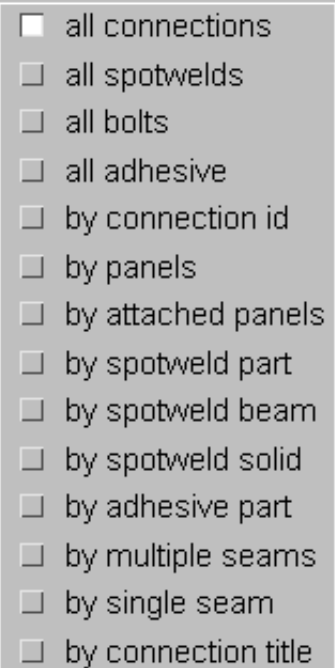 all connections
all spotwelds
all bolts
all adhesive
by connection id
by panels
by attached panels
by spotweld part
by spotweld beam
by spotweld solid
by adhesive part
by multiple seams
by single seam
by connection title